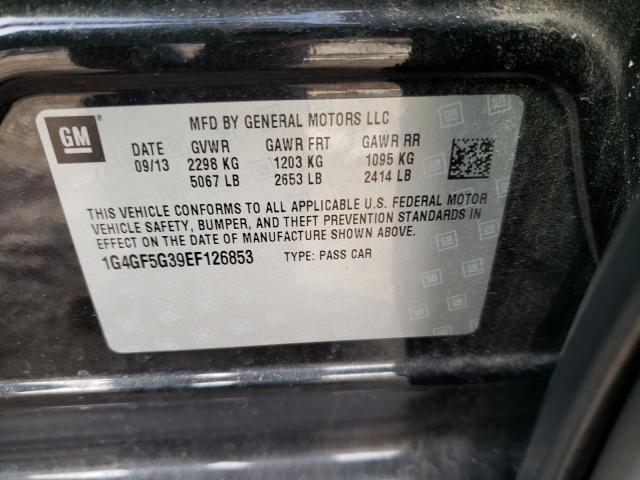 GM
MFD BY GENERAL MOTORS LLC
DATE GVWR GAWR FRT GAWR RR
09/13 2298 KG 1203 KG 1095 KG
5067 LB 2653 LB 2414 LB
THIS VEHICLE CONFORMS TO ALL APPLICABLE U.S. FEDERAL MOTOR
VEHICLE SAFETY, BUMPER, AND THEFT PREVENTION STANDARDS IN
EFFECT ON THE DATE OF MANUFACTURE SHOWN ABOVE.
1G4GF5G39EF126853 TYPE: PASS CAR